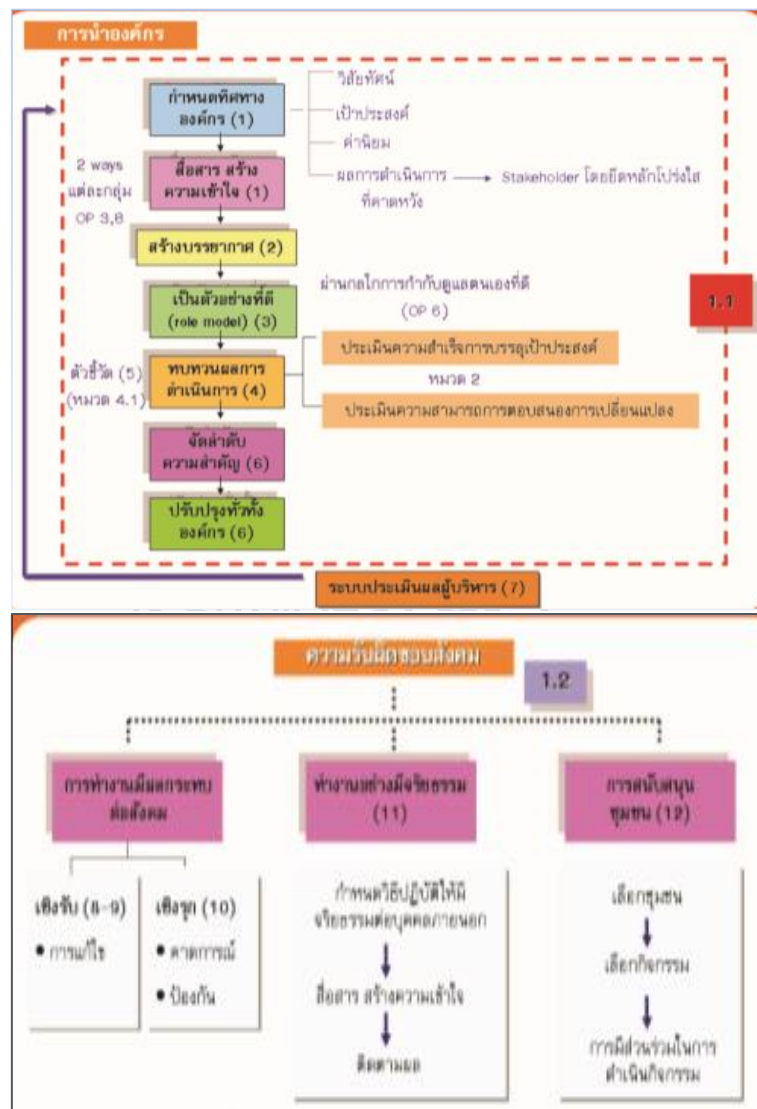 การนำองค์กร
กำหนดทิศทาง
องค์กร (1)
วิสัยทัศน์
เป้าประสงค์
ค่านิยม
ผลการดำเนินการ
ที่คาดหวัง
Stakeholder โดยยึดหลักโปร่งใส
2 ways
แต่ละกลุ่ม
OP 3,8
สื่อสาร สร้าง
ความเข้าใจ (1)
สร้างบรรยากาศ (2)
เป็นตัวอย่างที่ดี
(role model) (3)
ผ่านกลไกการกำกับดูแลตนเองที่ดี
(OP 6)
1.1
ตัวชี้วัด (5)
(หมวด 4.1)
ทบทวนผลการ
ดำเนินการ (4)
ประเมินความสำเร็จการบรรลุเป้าประสงค์
หมวด 2
ประเมินความสามารถการตอบสนองการเปลี่ยนแปลง
จัดลำดับ
ความสำคัญ (6)
ปรับปรุงทั่วทั้ง
องค์กร (6)
ระบบประเมินผลผู้บริหาร (7)
ความรับผิดชอบสังคม
1.2
การทำงานมีผลกระทบ
ต่อสังคม
เชิงรับ (8-9)
● การแก้ไข
เชิงรุก (10)
● คาดการณ์
● ป้องกัน
ทำงานอย่างมีจริยธรรม
(11)
กำหนดวิธีปฏิบัติให้มี
จริยธรรมต่อบุคคลภายนอก
สื่อสาร สร้างความเข้าใจ
ติดตามผล
การสนับสนุน
ชุมชน (12)
เลือกชุมชน
เลือกกิจกรรม
การมีส่วนร่วมในการ
ดำเนินกิจกรรม